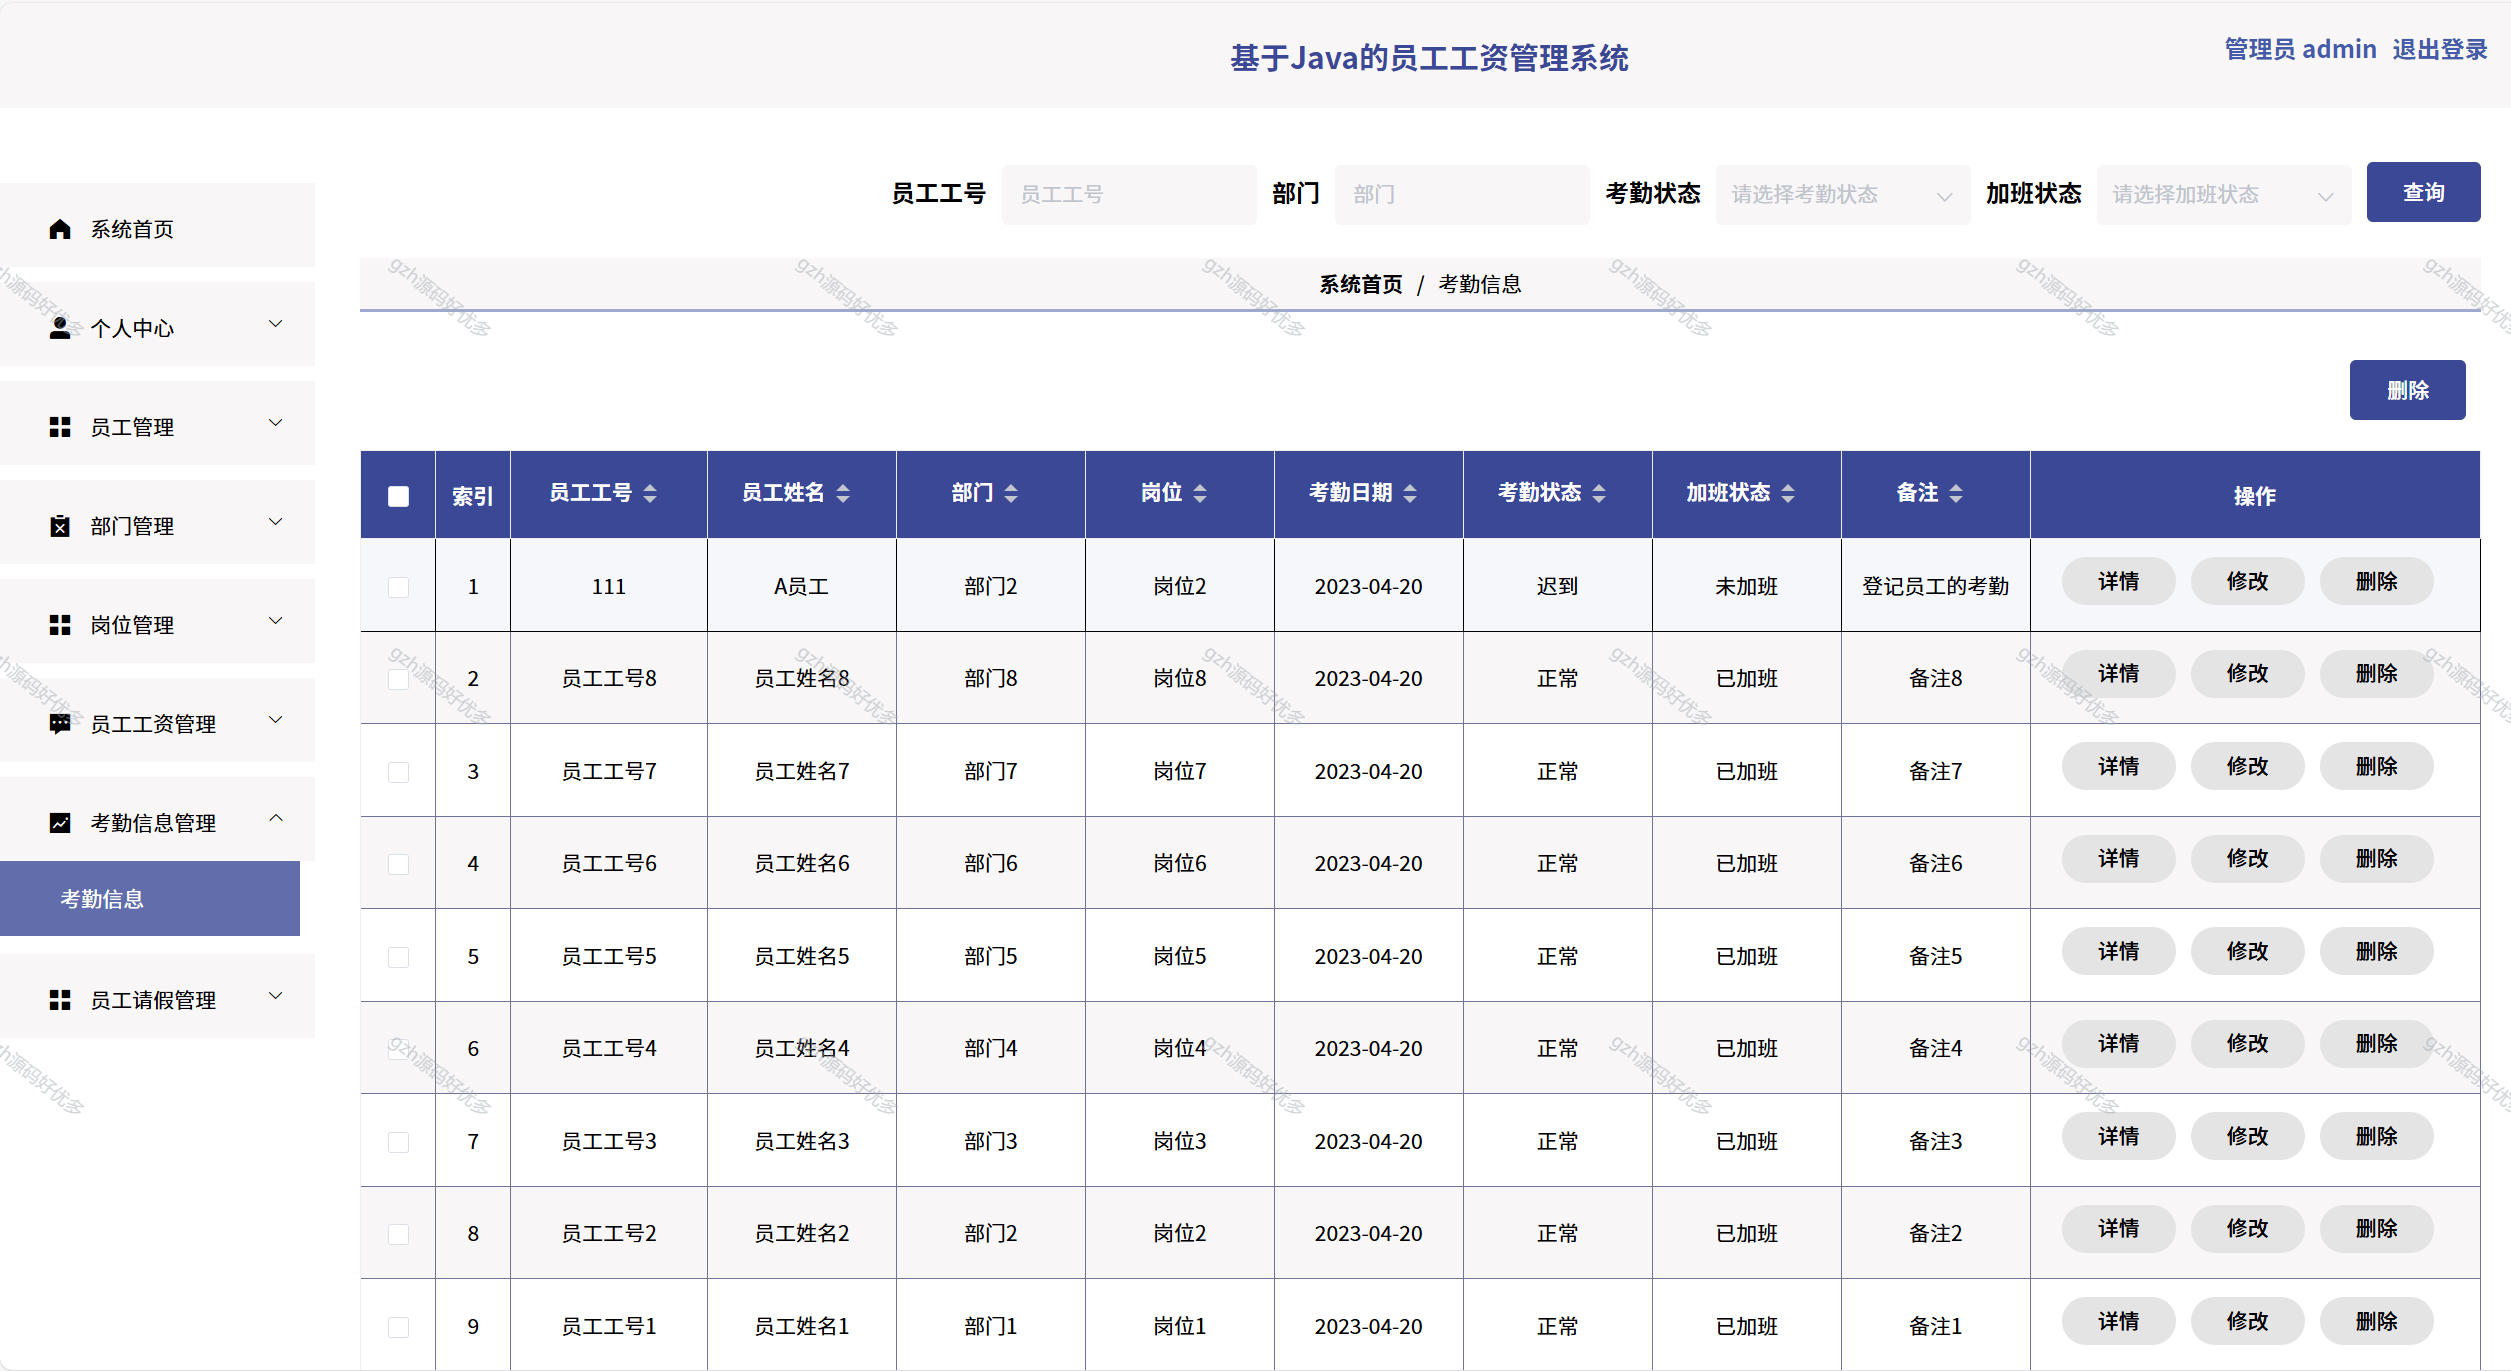 基于Java的员工工资管理系统
管理员 admin 退出登录
员工工号 员工工号 部门 部门 考勤状态 请选择考勤状态 加班状态 请选择加班状态 查询
系统首页 / 考勤信息
系统首页
个人中心
员工管理
部门管理
岗位管理
员工工资管理
考勤信息管理
考勤信息
员工请假管理
删除
索引 员工工号 员工姓名 部门 岗位 考勤日期 考勤状态 加班状态 备注 操作
1 111 A员工 部门2 岗位2 2023-04-20 迟到 未加班 登记员工的考勤 详情 修改 删除
2 员工工号8 员工姓名8 部门8 岗位8 2023-04-20 正常 已加班 备注8 详情 修改 删除
3 员工工号7 员工姓名7 部门7 岗位7 2023-04-20 正常 已加班 备注7 详情 修改 删除
4 员工工号6 员工姓名6 部门6 岗位6 2023-04-20 正常 已加班 备注6 详情 修改 删除
5 员工工号5 员工姓名5 部门5 岗位5 2023-04-20 正常 已加班 备注5 详情 修改 删除
6 员工工号4 员工姓名4 部门4 岗位4 2023-04-20 正常 已加班 备注4 详情 修改 删除
7 员工工号3 员工姓名3 部门3 岗位3 2023-04-20 正常 已加班 备注3 详情 修改 删除
8 员工工号2 员工姓名2 部门2 岗位2 2023-04-20 正常 已加班 备注2 详情 修改 删除
9 员工工号1 员工姓名1 部门1 岗位1 2023-04-20 正常 已加班 备注1 详情 修改 删除
gzh源码好优多